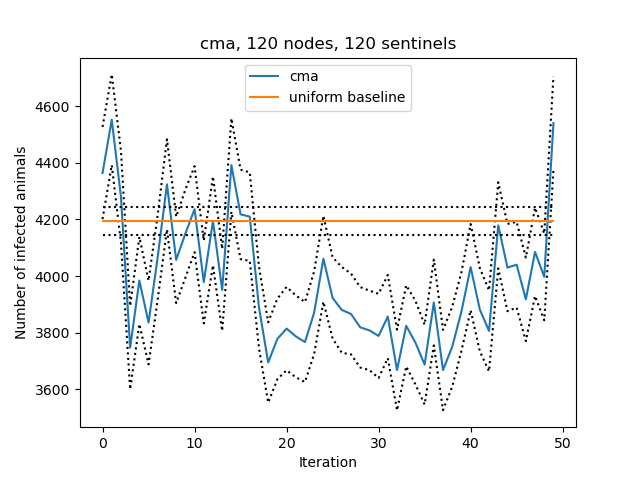 cma, 120 nodes, 120 sentinels
cma
uniform baseline
Number of infected animals
4600
4400
4200
4000
3800
3600
0 10 20 30 40 50
Iteration